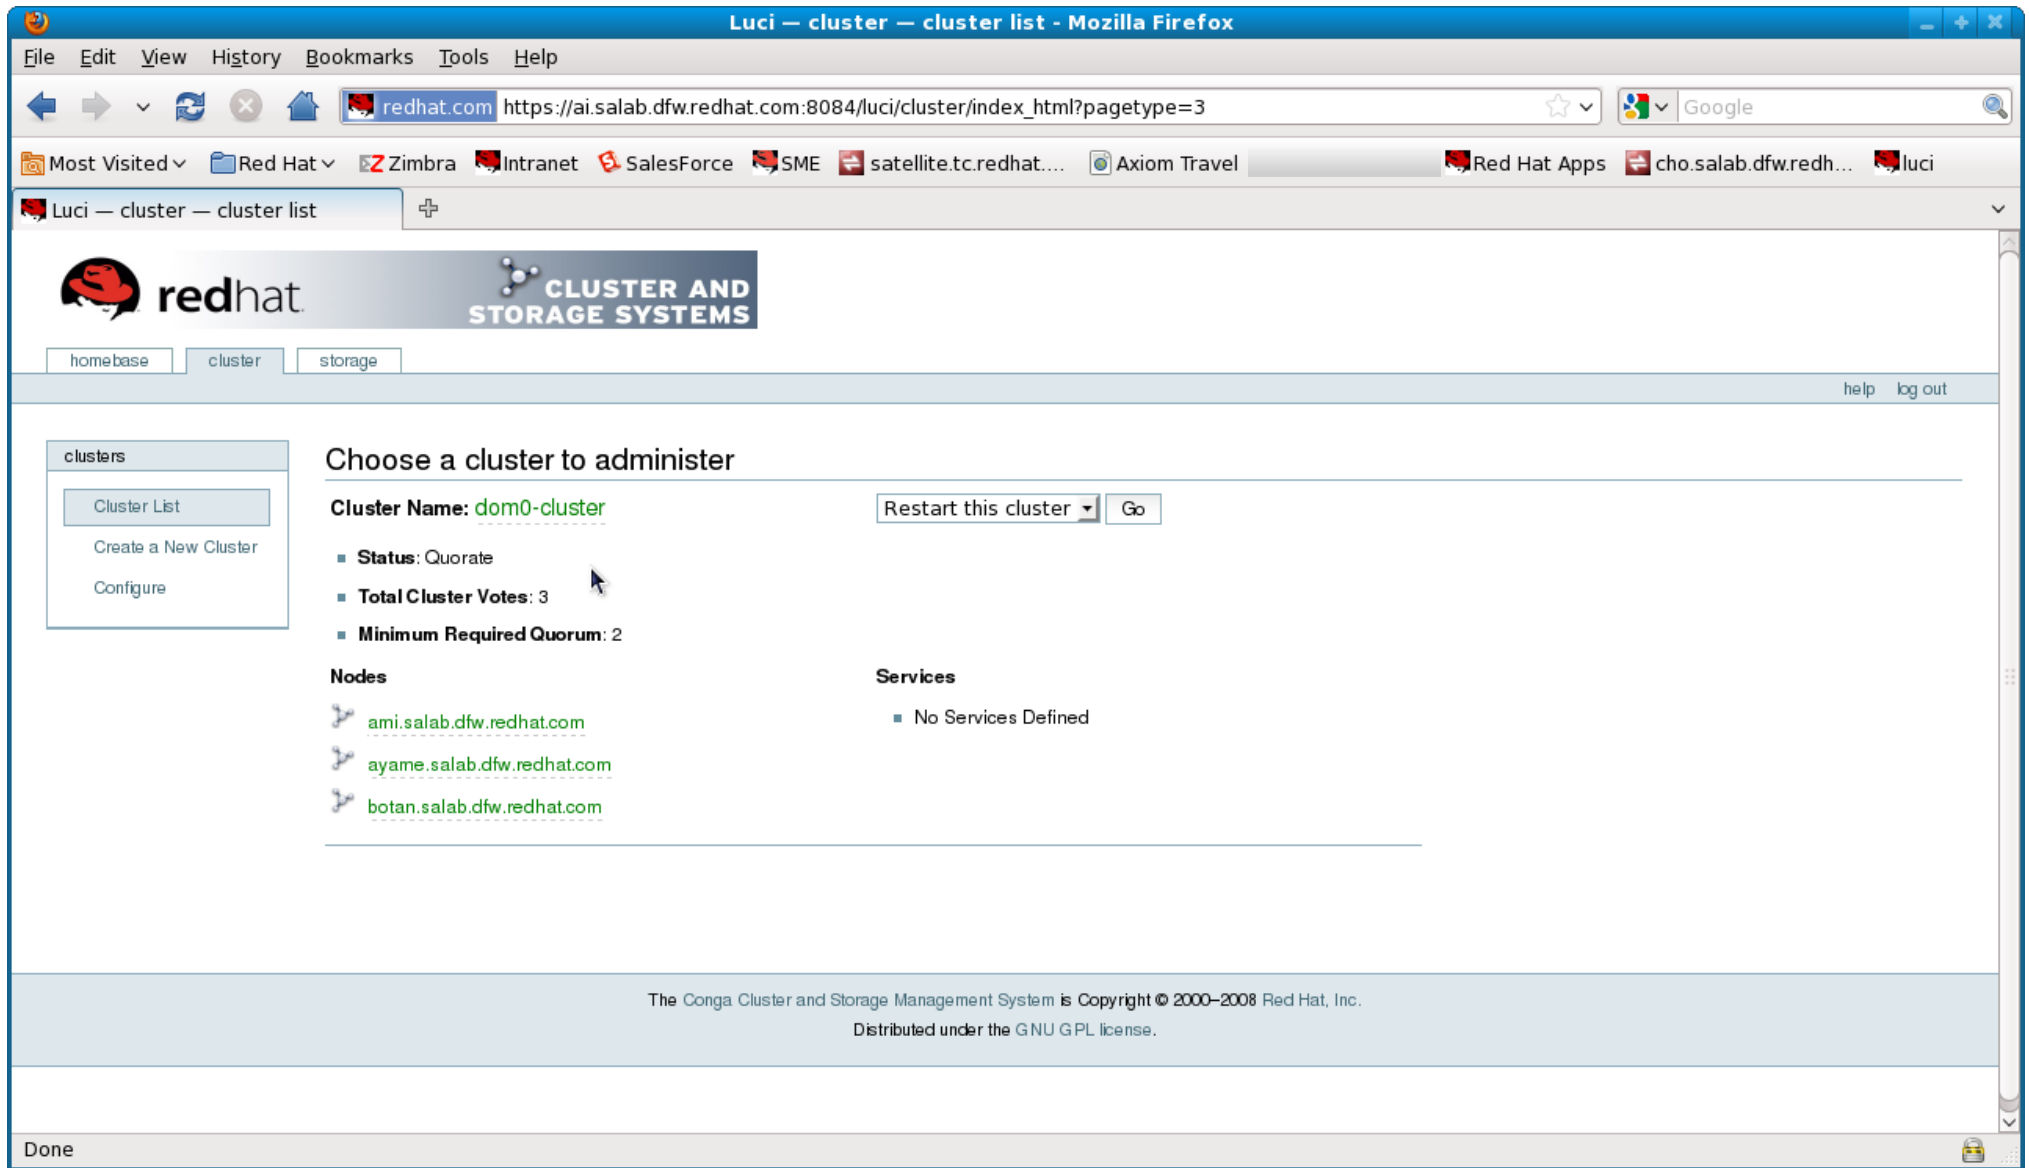 Luci — cluster — cluster list - Mozilla Firefox
File Edit View History Bookmarks Tools Help
redhat.com https://ai.salab.dfw.redhat.com:8084/luci/cluster/index_html?pagetype=3 Google
Most Visited Red Hat Zimbra Intranet SalesForce SME satellite.tc.redhat.... Axiom Travel Red Hat Apps cho.salab.dfw.redh... luci
Luci — cluster — cluster list
redhat.
CLUSTER AND
STORAGE SYSTEMS
homebase cluster storage
help log out
clusters
Cluster List
Create a New Cluster
Configure
Choose a cluster to administer
Cluster Name: dom0-cluster Restart this cluster Go
Status: Quorate
Total Cluster Votes: 3
Minimum Required Quorum: 2
Nodes
ami.salab.dfw.redhat.com
ayame.salab.dfw.redhat.com
botan.salab.dfw.redhat.com
Services
No Services Defined
The Conga Cluster and Storage Management System is Copyright © 2000–2008 Red Hat, Inc.
Distributed under the GNU GPL license.
Done